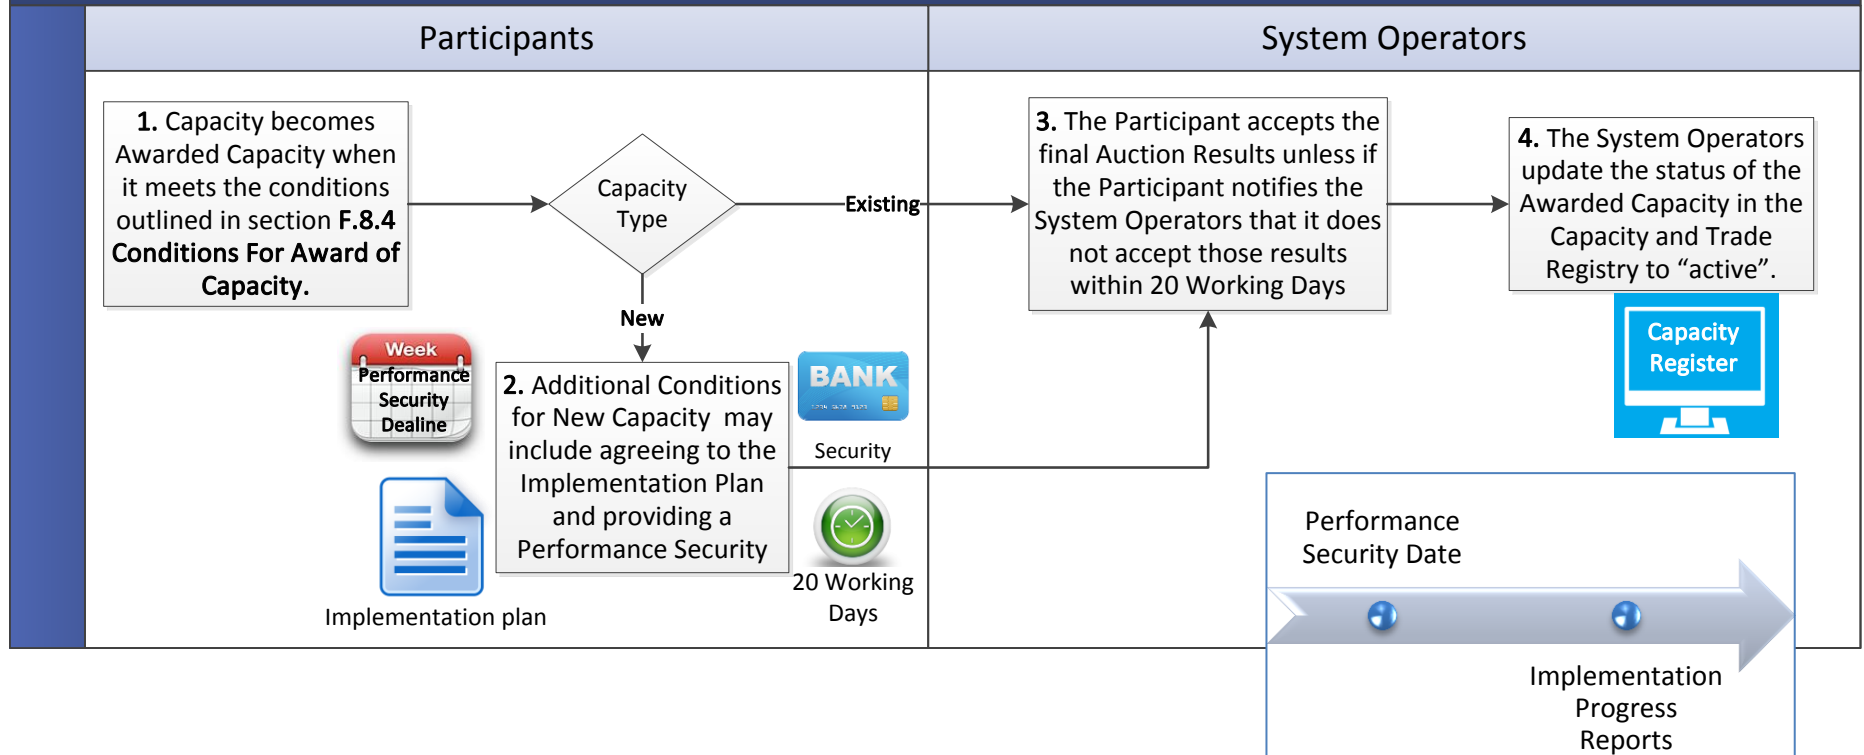 Participants
System Operators
1. Capacity becomes
Awarded Capacity when
it meets the conditions
outlined in section F.8.4
Conditions For Award of
Capacity.
Capacity
Type
Existing
New
3. The Participant accepts the
final Auction Results unless if
the Participant notifies the
System Operators that it does
not accept those results
within 20 Working Days
4. The System Operators
update the status of the
Awarded Capacity in the
Capacity and Trade
Registry to “active”.
Capacity
Register
Week
Performance
Security
Dealine
2. Additional Conditions
for New Capacity may
include agreeing to the
Implementation Plan
and providing a
Performance Security
BANK
Security
20 Working
Days
Implementation plan
Performance
Security Date
Implementation
Progress
Reports